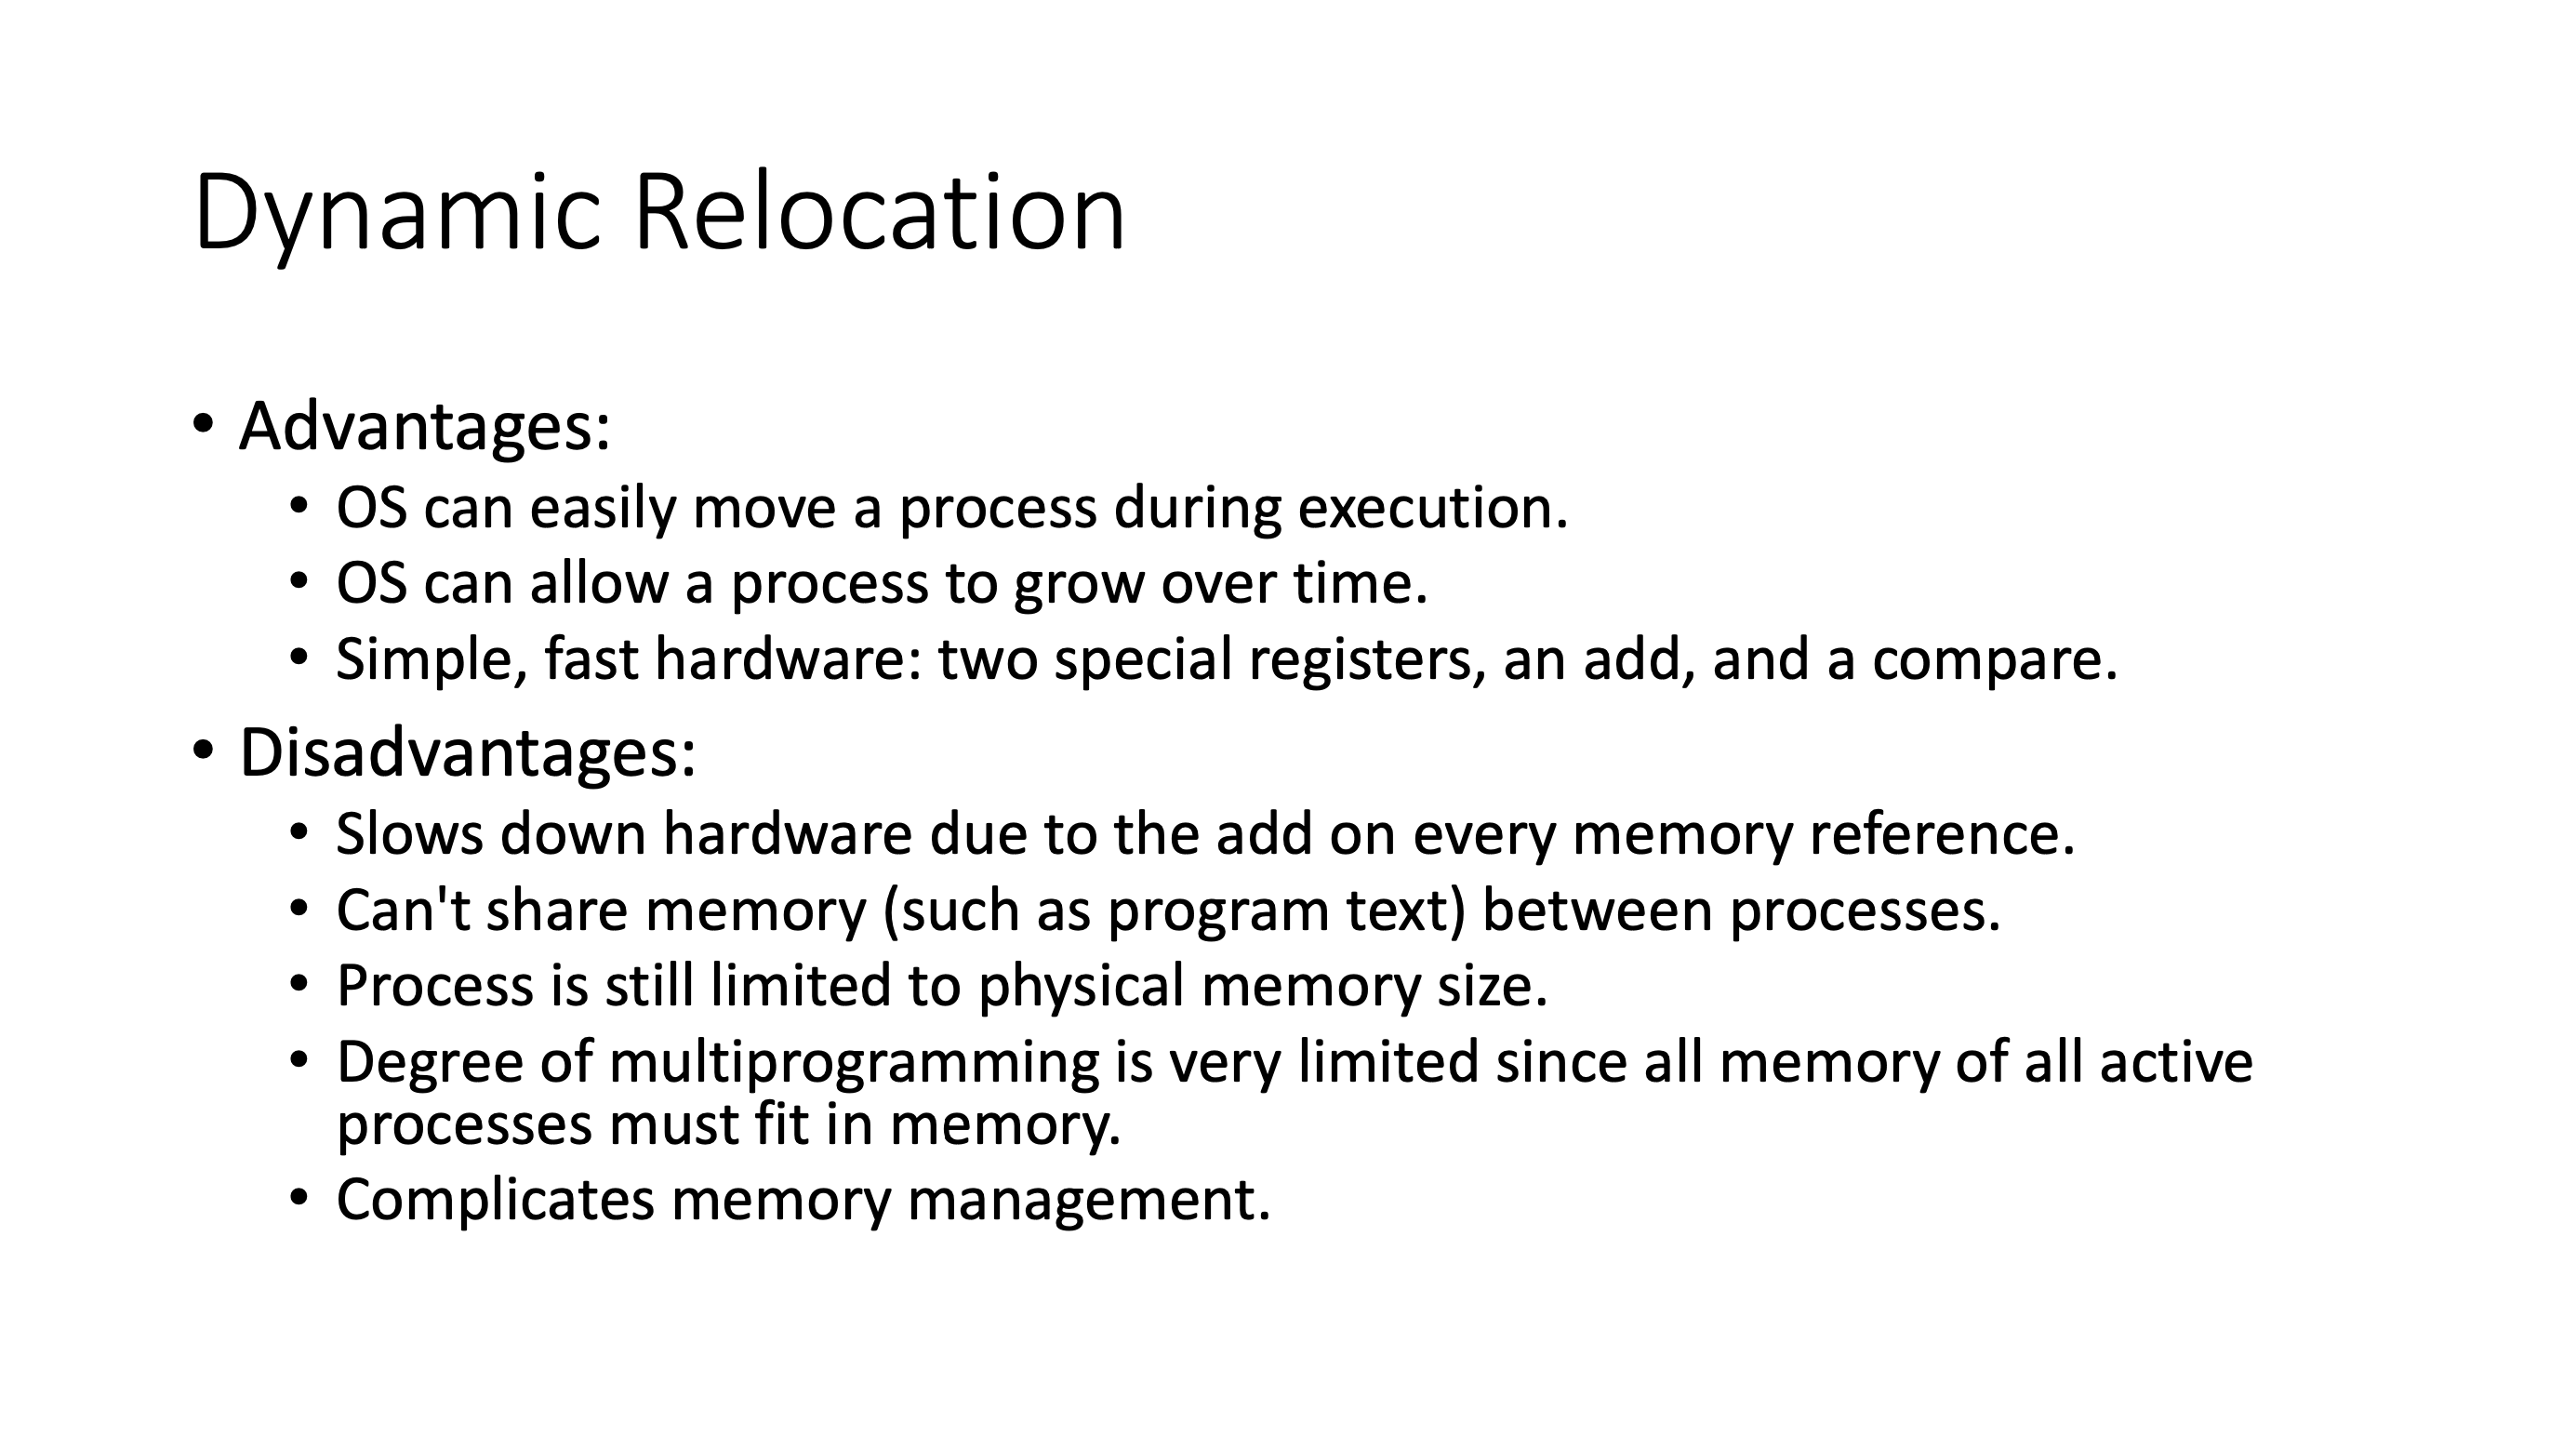 Dynamic Relocation
• Advantages:
• OS can easily move a process during execution.
• OS can allow a process to grow over time.
• Simple, fast hardware: two special registers, an add, and a compare.
• Disadvantages:
• Slows down hardware due to the add on every memory reference.
• Can't share memory (such as program text) between processes.
• Process is still limited to physical memory size.
• Degree of multiprogramming is very limited since all memory of all active
processes must fit in memory.
• Complicates memory management.